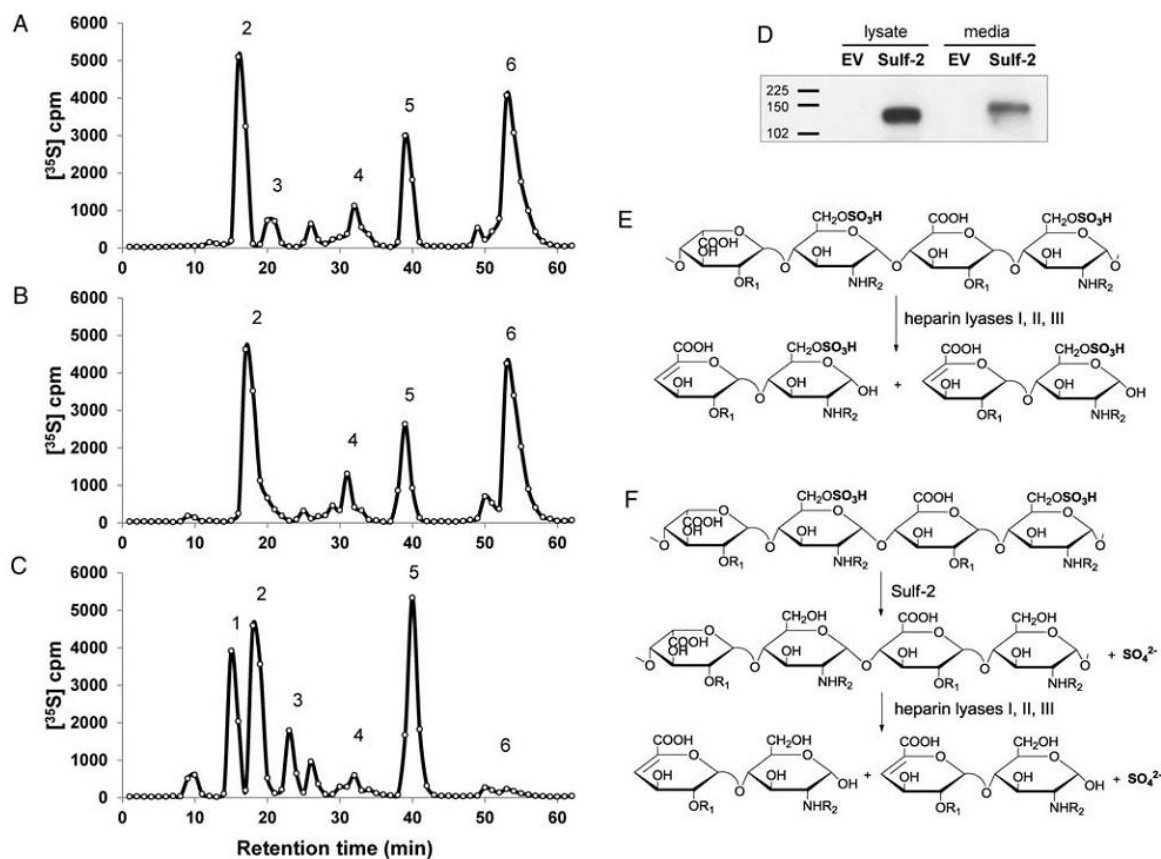 A
6000
5000
4000
3000
2000
1000
0
[³⁵S] cpm
2
3
4
5
6
0 10 20 30 40 50 60
B
6000
5000
4000
3000
2000
1000
0
[³⁵S] cpm
2
4
5
6
0 10 20 30 40 50 60
C
6000
5000
4000
3000
2000
1000
0
[³⁵S] cpm
1
2
3
4
5
6
0 10 20 30 40 50 60
Retention time (min)
D
lysate media
EV Sulf-2 EV Sulf-2
225
150
102
E
CH₂OSO₃H COOH CH₂OSO₃H
COOH
OH OH OH OH
OR₁ NHR₂ OR₁ NHR₂
heparin lyases I, II, III
COOH CH₂OSO₃H COOH CH₂OSO₃H
OH OH OH + OH OH OH
OR₁ NHR₂ OR₁ NHR₂
F
CH₂OSO₃H COOH CH₂OSO₃H
COOH
OH OH OH OH
OR₁ NHR₂ OR₁ NHR₂
Sulf-2
CH₂OH COOH CH₂OH
COOH
OH OH OH OH + SO₄²⁻
OR₁ NHR₂ OR₁ NHR₂
heparin lyases I, II, III
COOH CH₂OH COOH CH₂OH
OH OH OH + OH OH OH + SO₄²⁻
OR₁ NHR₂ OR₁ NHR₂